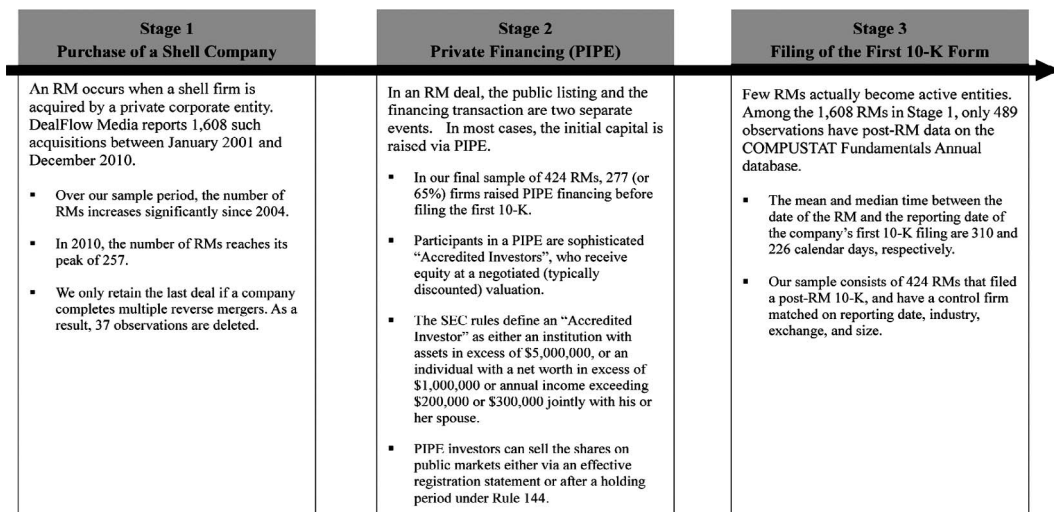 Stage 1
Purchase of a Shell Company
An RM occurs when a shell firm is
acquired by a private corporate entity.
DealFlow Media reports 1,608 such
acquisitions between January 2001 and
December 2010.
▪ Over our sample period, the number of
RMs increases significantly since 2004.
▪ In 2010, the number of RMs reaches its
peak of 257.
▪ We only retain the last deal if a company
completes multiple reverse mergers. As a
result, 37 observations are deleted.
Stage 2
Private Financing (PIPE)
In an RM deal, the public listing and the
financing transaction are two separate
events. In most cases, the initial capital is
raised via PIPE.
▪ In our final sample of 424 RMs, 277 (or
65%) firms raised PIPE financing before
filing the first 10-K.
▪ Participants in a PIPE are sophisticated
“Accredited Investors”, who receive
equity at a negotiated (typically
discounted) valuation.
▪ The SEC rules define an “Accredited
Investor” as either an institution with
assets in excess of $5,000,000, or an
individual with a net worth in excess of
$1,000,000 or annual income exceeding
$200,000 or $300,000 jointly with his or
her spouse.
▪ PIPE investors can sell the shares on
public markets either via an effective
registration statement or after a holding
period under Rule 144.
Stage 3
Filing of the First 10-K Form
Few RMs actually become active entities.
Among the 1,608 RMs in Stage 1, only 489
observations have post-RM data on the
COMPUSTAT Fundamentals Annual
database.
▪ The mean and median time between the
date of the RM and the reporting date of
the company’s first 10-K filing are 310 and
226 calendar days, respectively.
▪ Our sample consists of 424 RMs that filed
a post-RM 10-K, and have a control firm
matched on reporting date, industry,
exchange, and size.